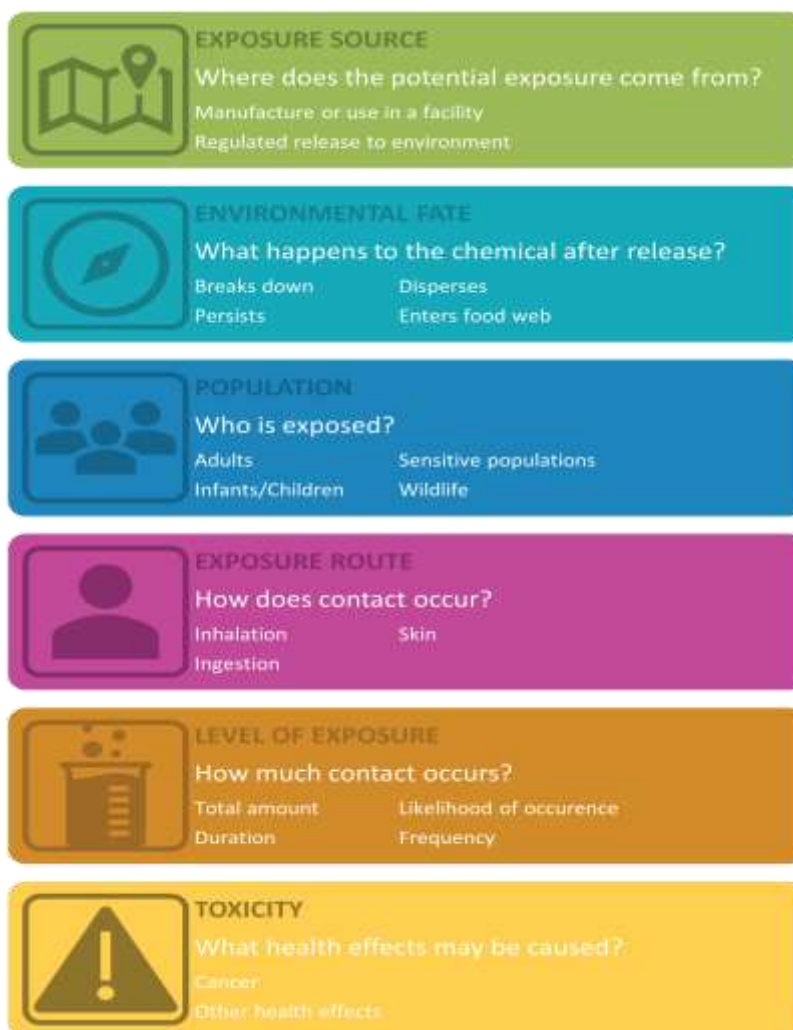 EXPOSURE SOURCE
Where does the potential exposure come from?
Manufacture or use in a facility
Regulated release to environment
ENVIRONMENTAL FATE
What happens to the chemical after release?
Breaks down Disperses
Persists Enters food web
POPULATION
Who is exposed?
Adults Sensitive populations
Infants/Children Wildlife
EXPOSURE ROUTE
How does contact occur?
Inhalation Skin
Ingestion
LEVEL OF EXPOSURE
How much contact occurs?
Total amount Likelihood of occurence
Duration Frequency
TOXICITY
What health effects may be caused?
Cancer
Other health effects